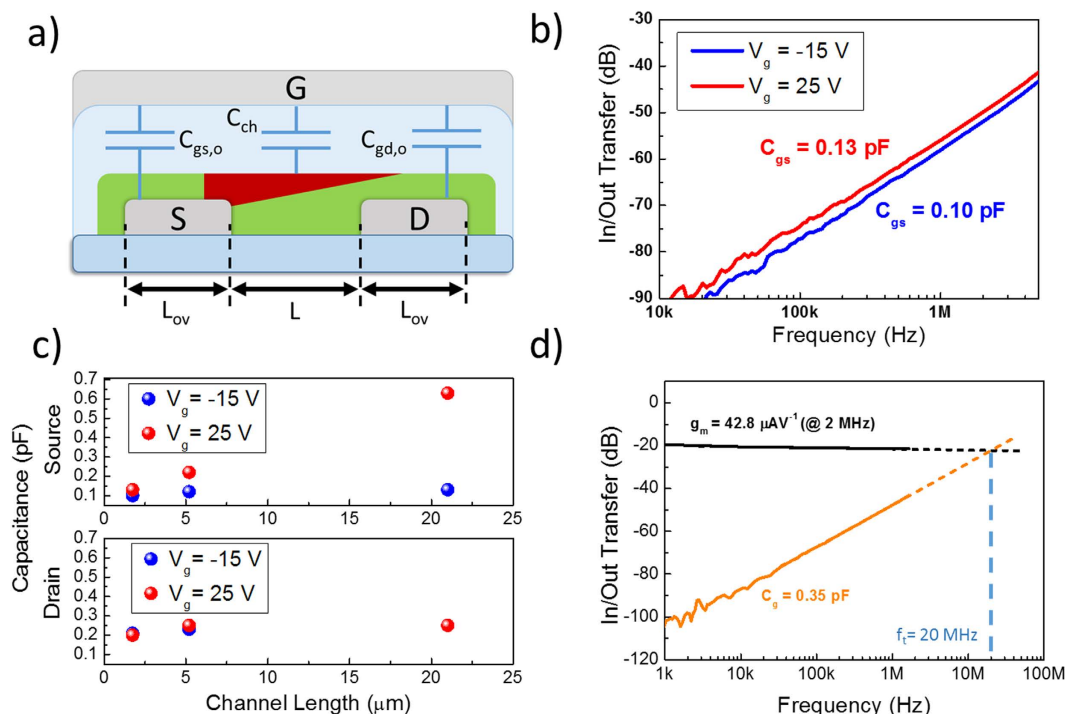 a)
G
C_gs,o
C_ch
C_gd,o
S
D
L_ov
L
L_ov
b)
In/Out Transfer (dB)
-30
-40
-50
-60
-70
-80
-90
V_g = -15 V
V_g = 25 V
C_gs = 0.13 pF
C_gs = 0.10 pF
10k
100k
1M
Frequency (Hz)
c)
Capacitance (pF)
Source
Drain
0.7
0.6
0.5
0.4
0.3
0.2
0.1
V_g = -15 V
V_g = 25 V
0
5
10
15
20
25
0.7
0.6
0.5
0.4
0.3
0.2
0.1
V_g = -15 V
V_g = 25 V
0
5
10
15
20
25
Channel Length (μm)
d)
In/Out Transfer (dB)
0
-20
-40
-60
-80
-100
-120
g_m = 42.8 μAV⁻¹ (@ 2 MHz)
C_g = 0.35 pF
f_t= 20 MHz
1k
10k
100k
1M
10M
100M
Frequency (Hz)